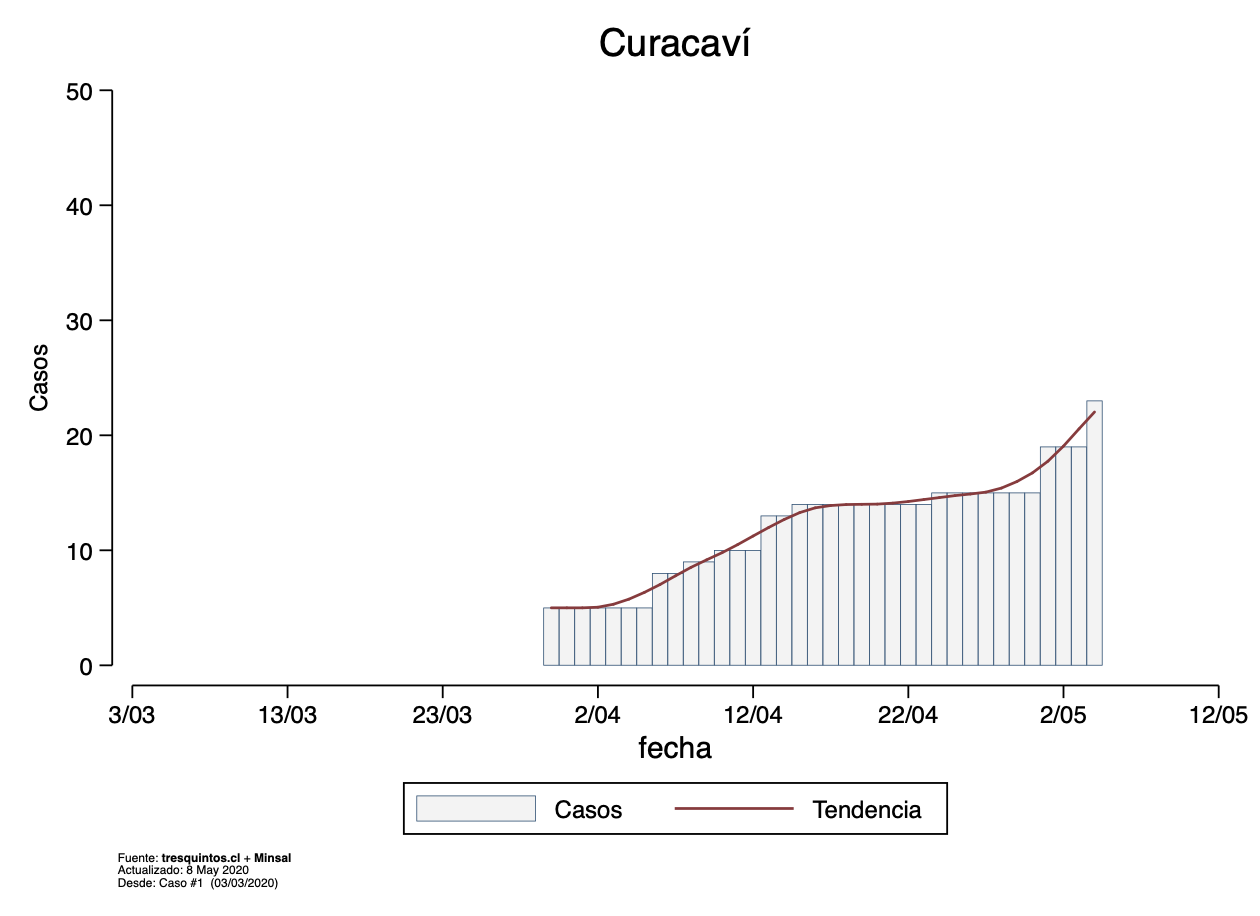 Curacaví
50
40
30
20
10
0
Casos
3/03 13/03 23/03 2/04 12/04 22/04 2/05 12/05
fecha
Casos Tendencia
Fuente: tresquintos.cl + Minsal
Actualizado: 8 May 2020
Desde: Caso #1 (03/03/2020)